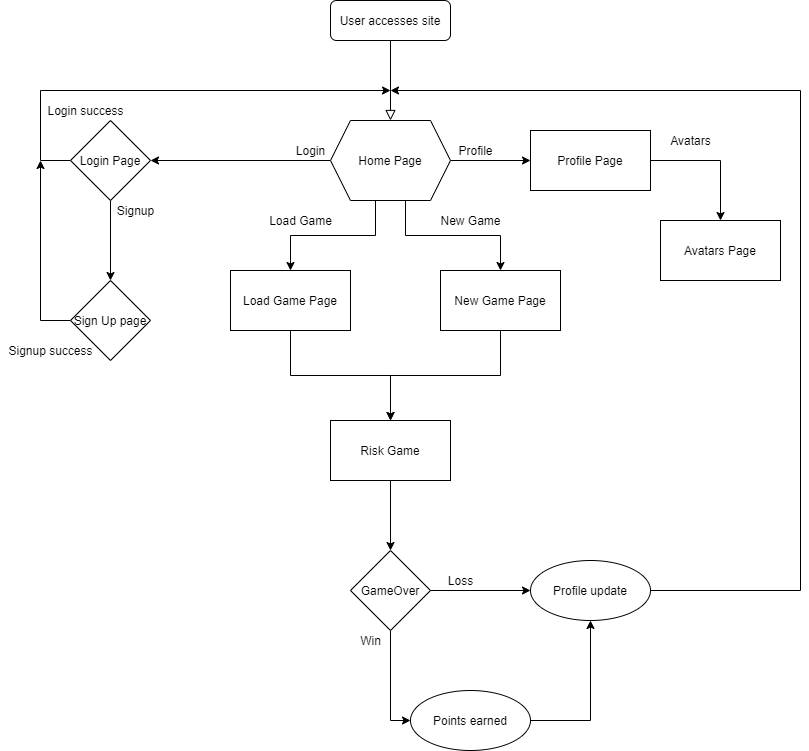 User accesses site
Login success
Login Page
Login
Home Page
Profile
Profile Page
Avatars
Signup
Load Game
New Game
Avatars Page
Sign Up page
Load Game Page
New Game Page
Signup success
Risk Game
GameOver
Loss
Profile update
Win
Points earned